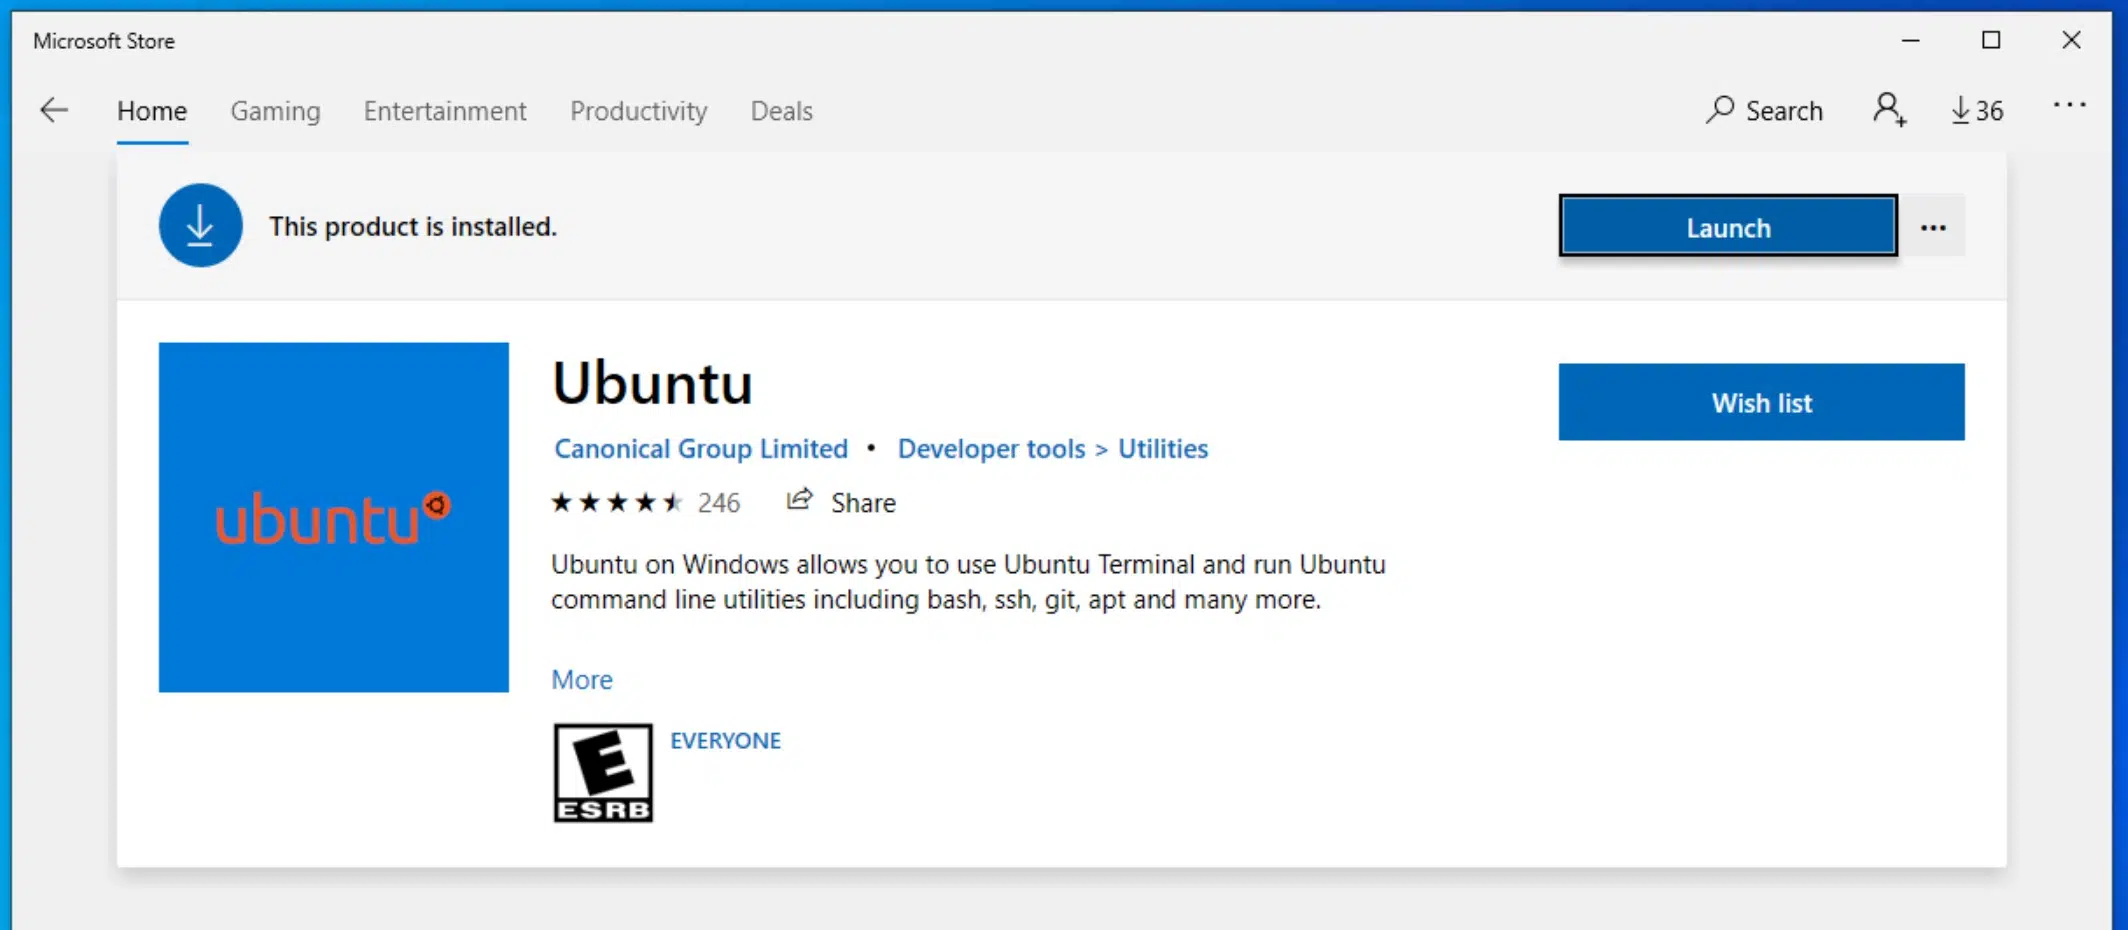 Microsoft Store
Home Gaming Entertainment Productivity Deals Search 36 ...
This product is installed. Launch ...
Ubuntu
Wish list
Canonical Group Limited • Developer tools > Utilities
246 Share
ubuntu
Ubuntu on Windows allows you to use Ubuntu Terminal and run Ubuntu
command line utilities including bash, ssh, git, apt and many more.
More
E
EVERYONE
ESRB